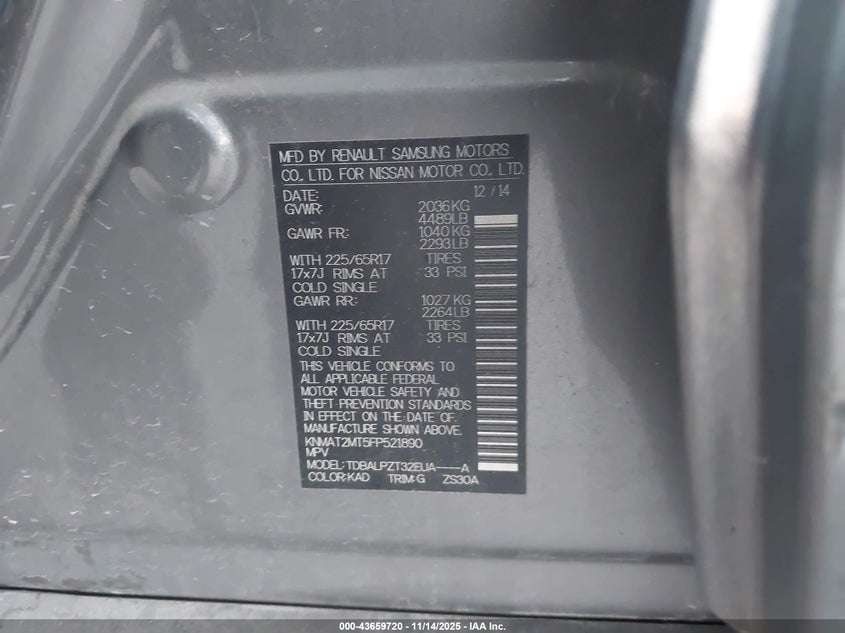 MFD BY RENAULT SAMSUNG MOTORS
CO., LTD. FOR NISSAN MOTOR CO., LTD.
DATE: 12 / 14
GVWR: 2036KG
4489LB
GAWR FR: 1040KG
2293LB
WITH 225/65R17 TIRES
17x7J RIMS AT 33 PSI
COLD SINGLE
GAWR RR: 1027 KG
2264LB
WITH 225/65R17 TIRES
17x7J RIMS AT 33 PSI
COLD SINGLE
THIS VEHICLE CONFORMS TO
ALL APPLICABLE FEDERAL
MOTOR VEHICLE SAFETY AND
THEFT PREVENTION STANDARDS
IN EFFECT ON THE DATE OF
MANUFACTURE SHOWN ABOVE.
KNMAT2MT5FP521890
MPV
MODEL: TDBALPZT32EUA----A
COLOR:KAD TRIM:G ZS30A
000-43659720 - 11/14/2025 - IAA Inc.